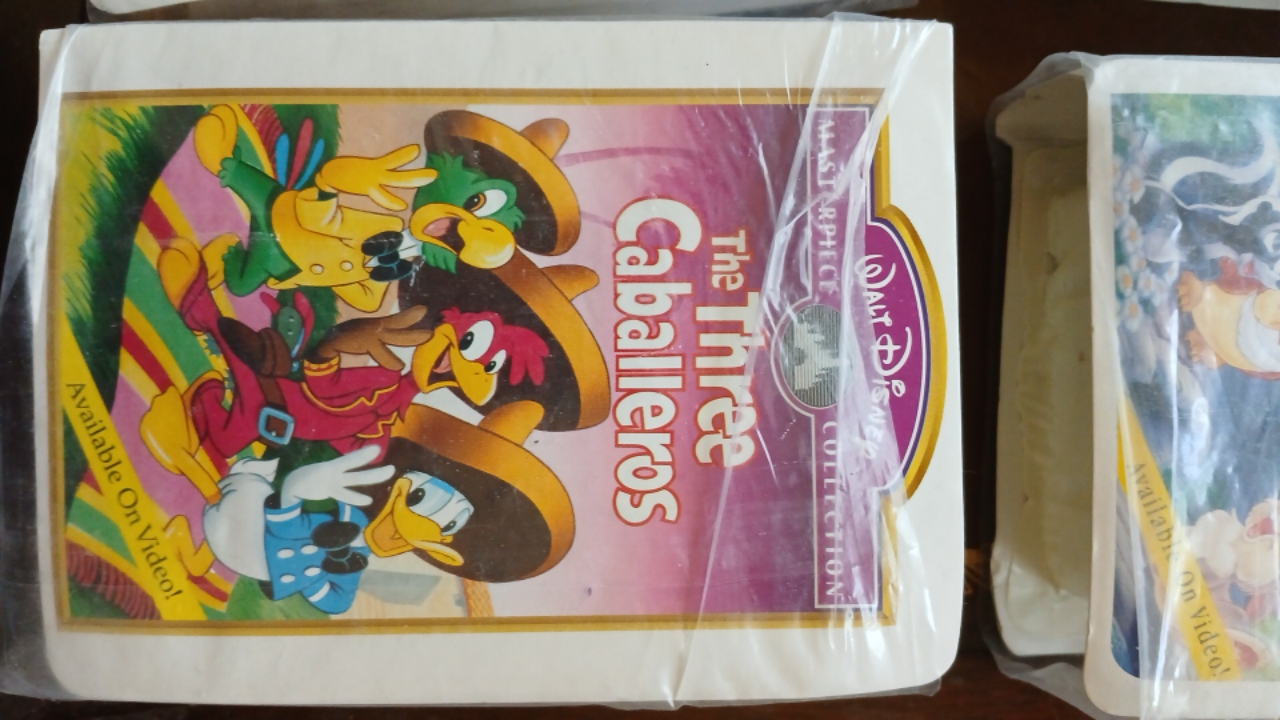 WALT DISNEY
MASTERPIECE COLLECTION
The Three
Caballeros
Available On Video!
Available On Video!